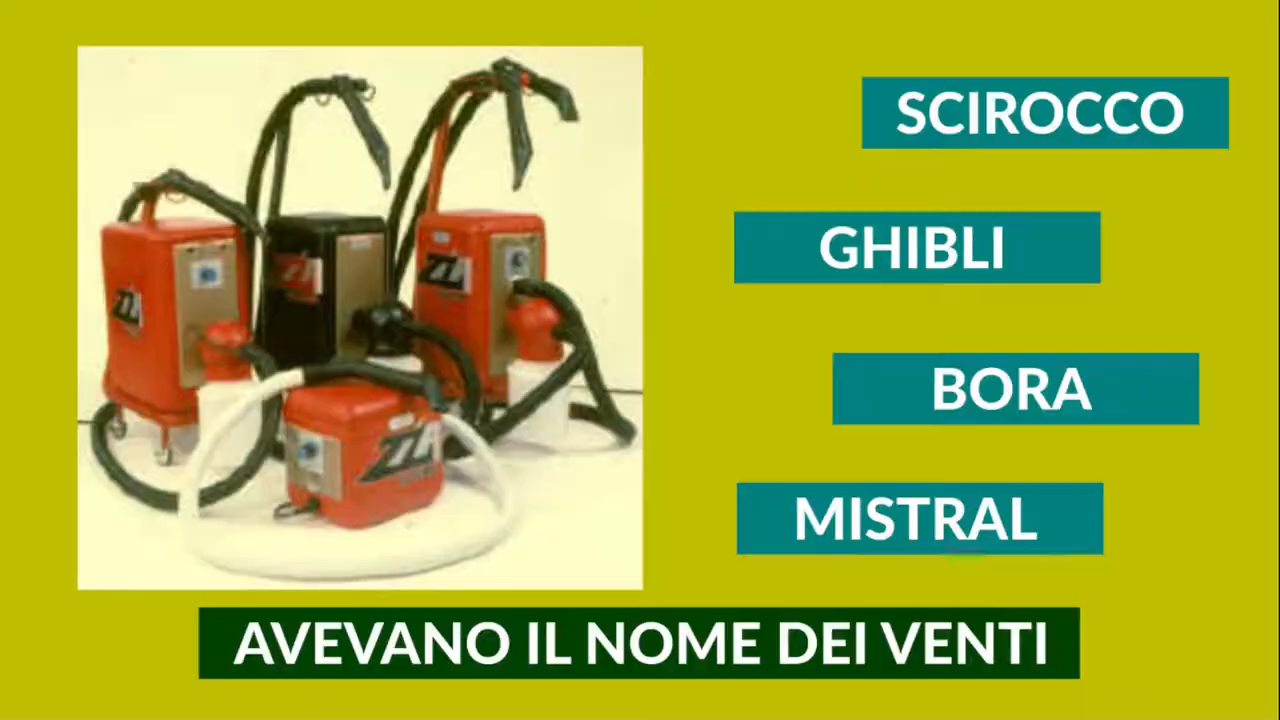 SCIROCCO
GHIBLI
BORA
MISTRAL
AVEVANO IL NOME DEI VENTI